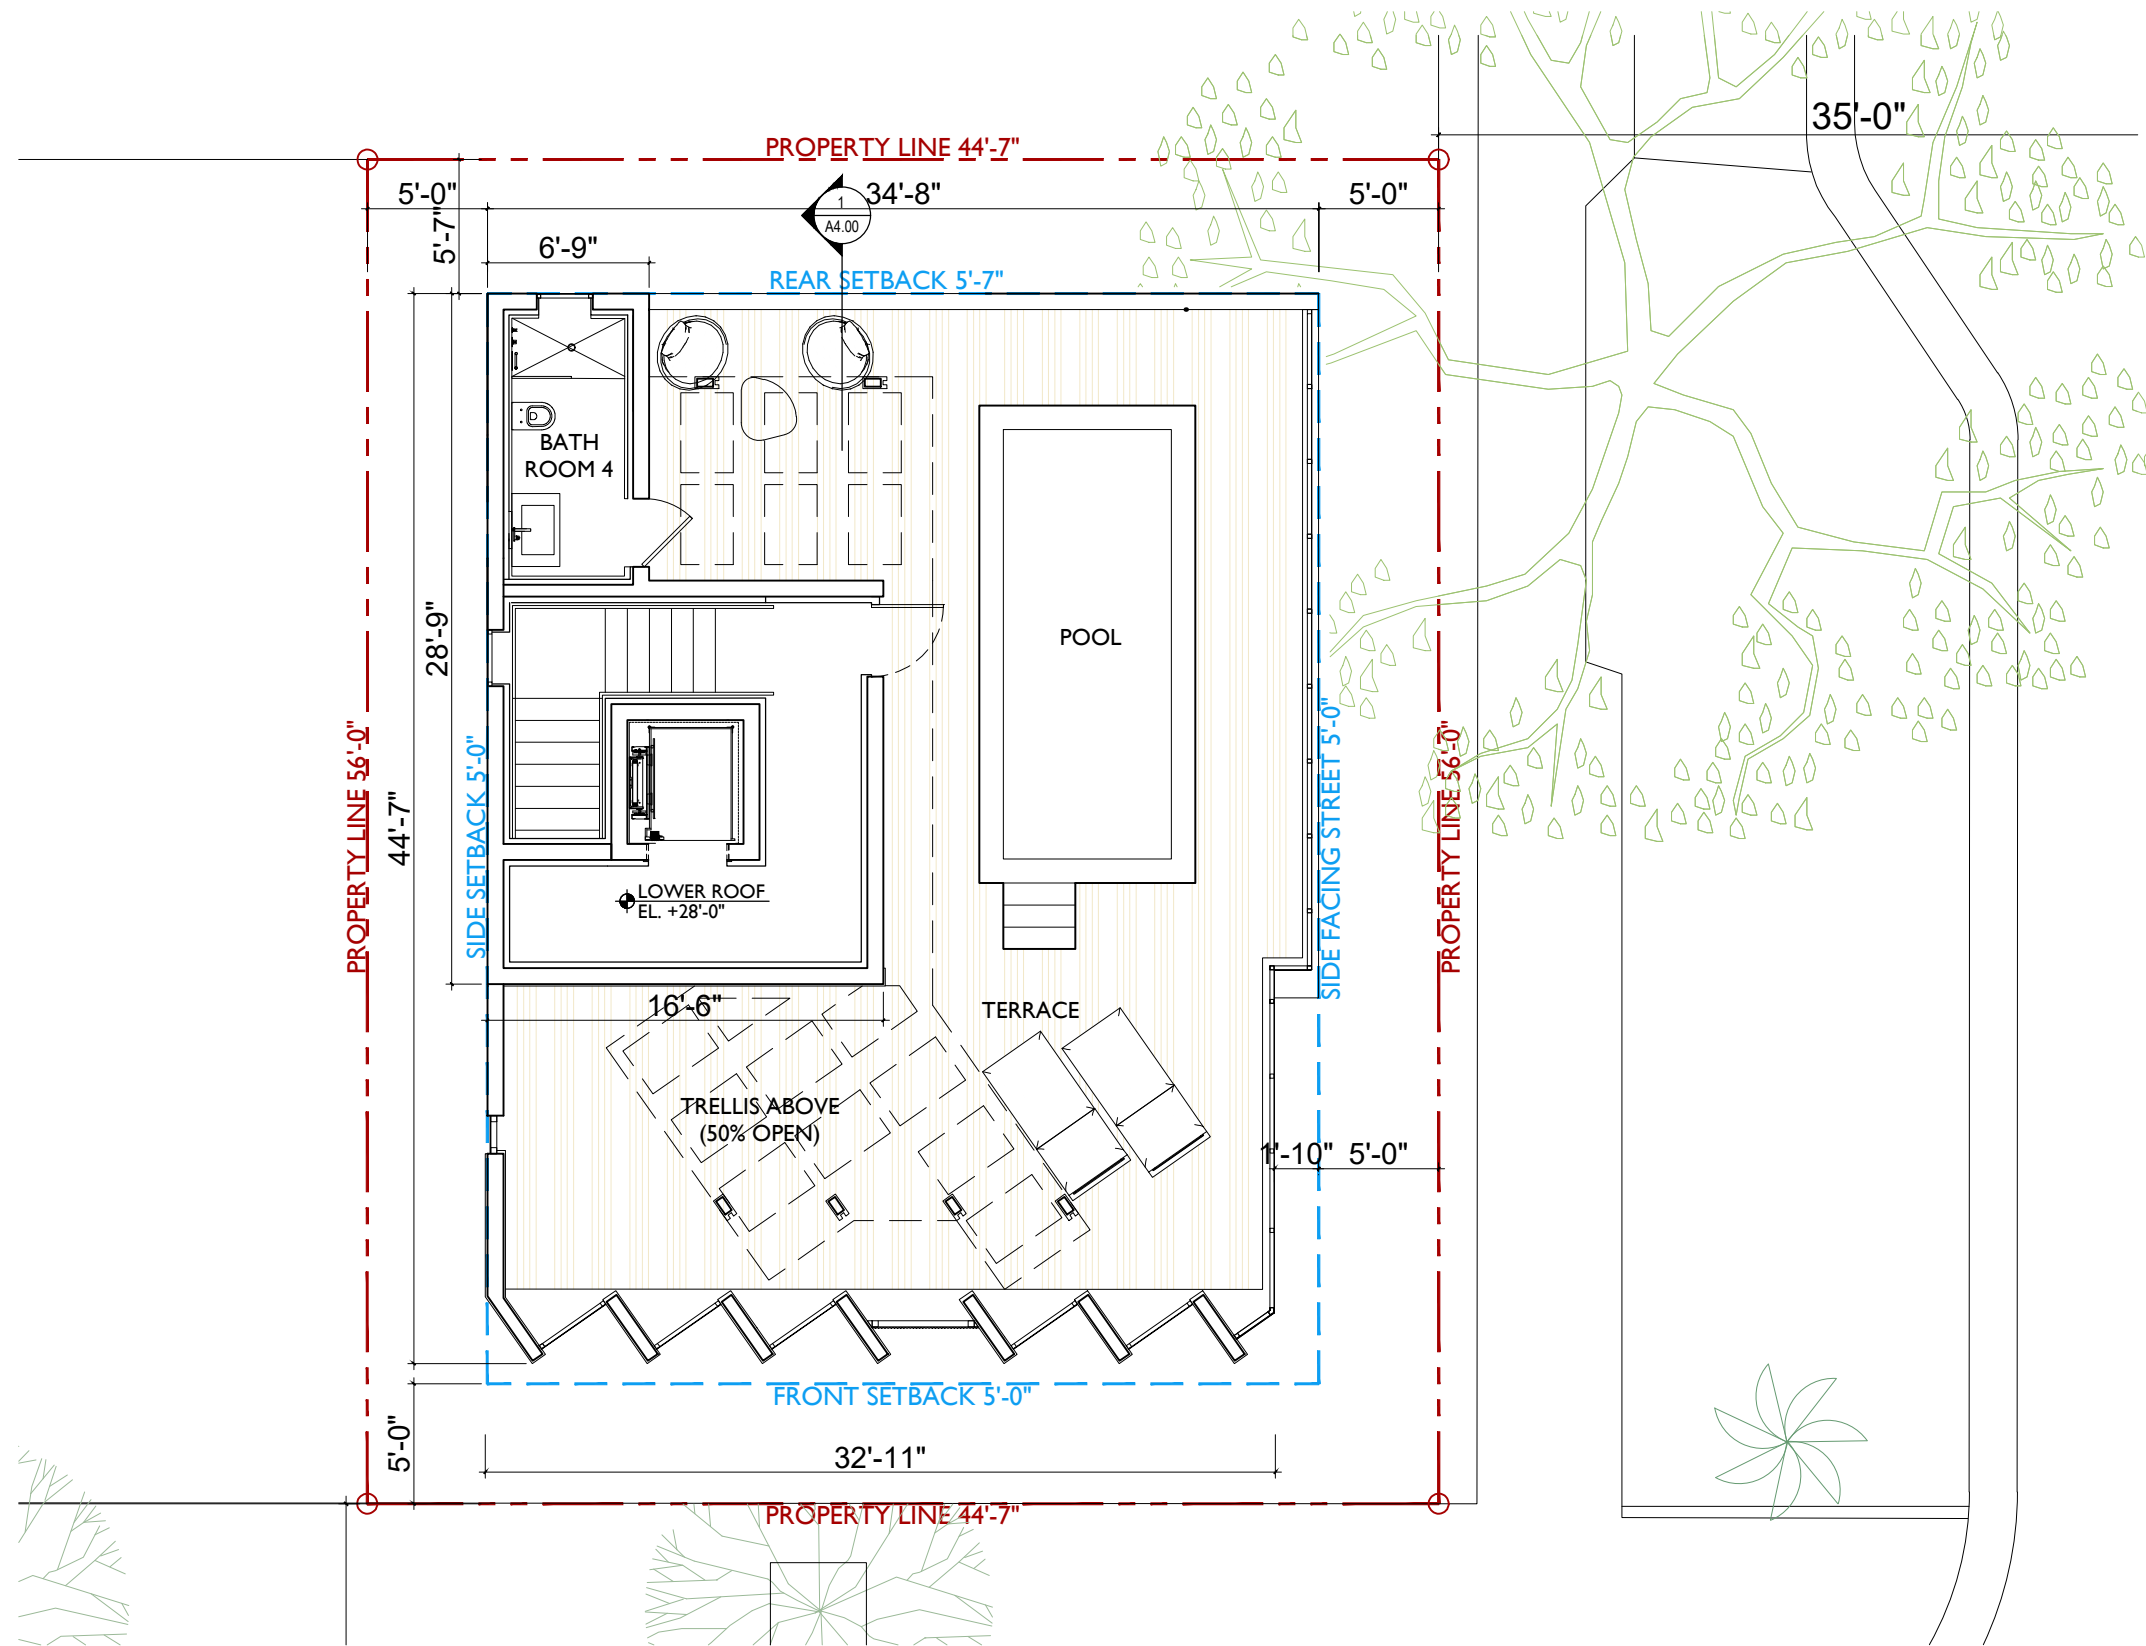 35'-0"
PROPERTY LINE 44'-7"
5'-0"
34'-8"
5'-0"
1
A4.00
5'-7"
6'-9"
REAR SETBACK 5'-7"
BATH
ROOM 4
POOL
28'-9"
44'-7"
PROPERTY LINE 56'-0"
SIDE SETBACK 5'-0"
SIDE FACING STREET 5'-0"
PROPERTY LINE 56'-0"
LOWER ROOF
EL. +28'-0"
16'-6"
TERRACE
TRELLIS ABOVE
(50% OPEN)
1'-10"
5'-0"
FRONT SETBACK 5'-0"
5'-0"
32'-11"
PROPERTY LINE 44'-7"